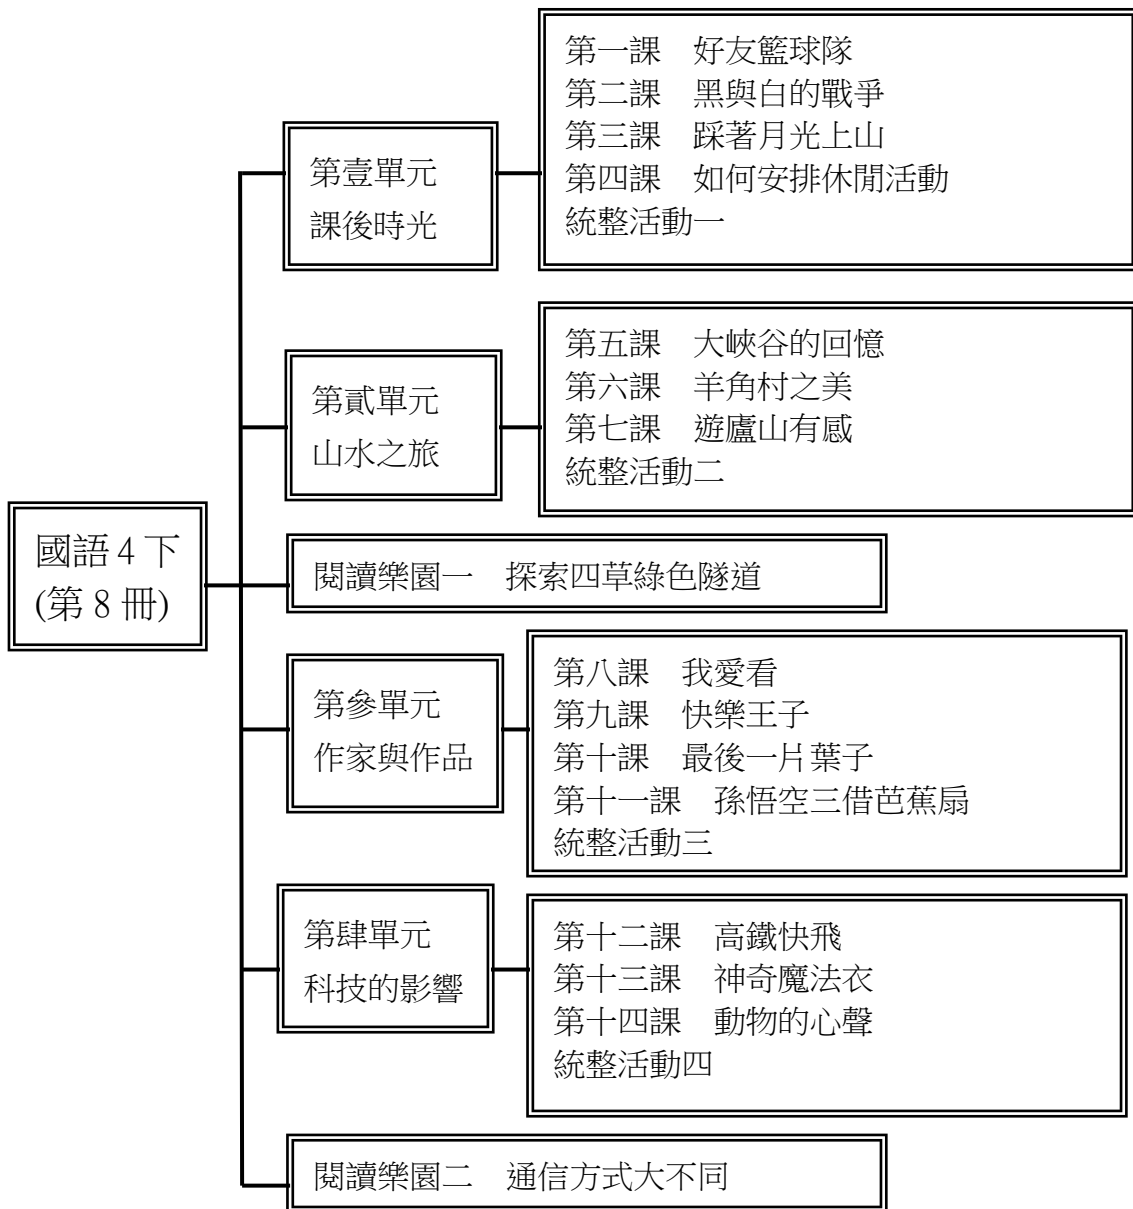 國語 4 下
(第 8 冊)
第壹單元
課後時光
第一課　好友籃球隊
第二課　黑與白的戰爭
第三課　踩著月光上山
第四課　如何安排休閒活動
統整活動一
第貳單元
山水之旅
第五課　大峽谷的回憶
第六課　羊角村之美
第七課　遊廬山有感
統整活動二
閱讀樂園一　探索四草綠色隧道
第參單元
作家與作品
第八課　我愛看
第九課　快樂王子
第十課　最後一片葉子
第十一課　孫悟空三借芭蕉扇
統整活動三
第肆單元
科技的影響
第十二課　高鐵快飛
第十三課　神奇魔法衣
第十四課　動物的心聲
統整活動四
閱讀樂園二　通信方式大不同